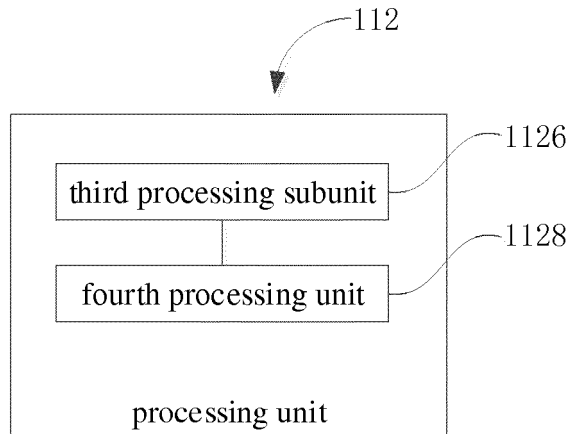 112
third processing subunit
1126
fourth processing unit
1128
processing unit